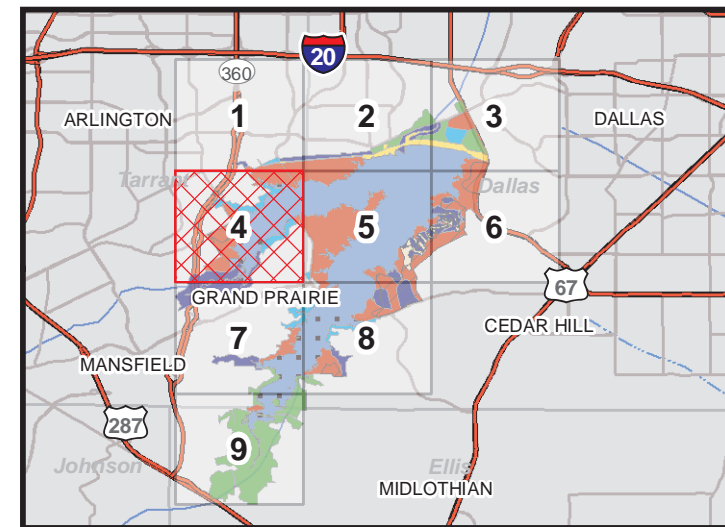 20
360
ARLINGTON
1
2
3
DALLAS
Tarrant
Dallas
4
5
6
GRAND PRAIRIE
67
7
8
CEDAR HILL
MANSFIELD
287
9
Johnson
Ellis
MIDLOTHIAN